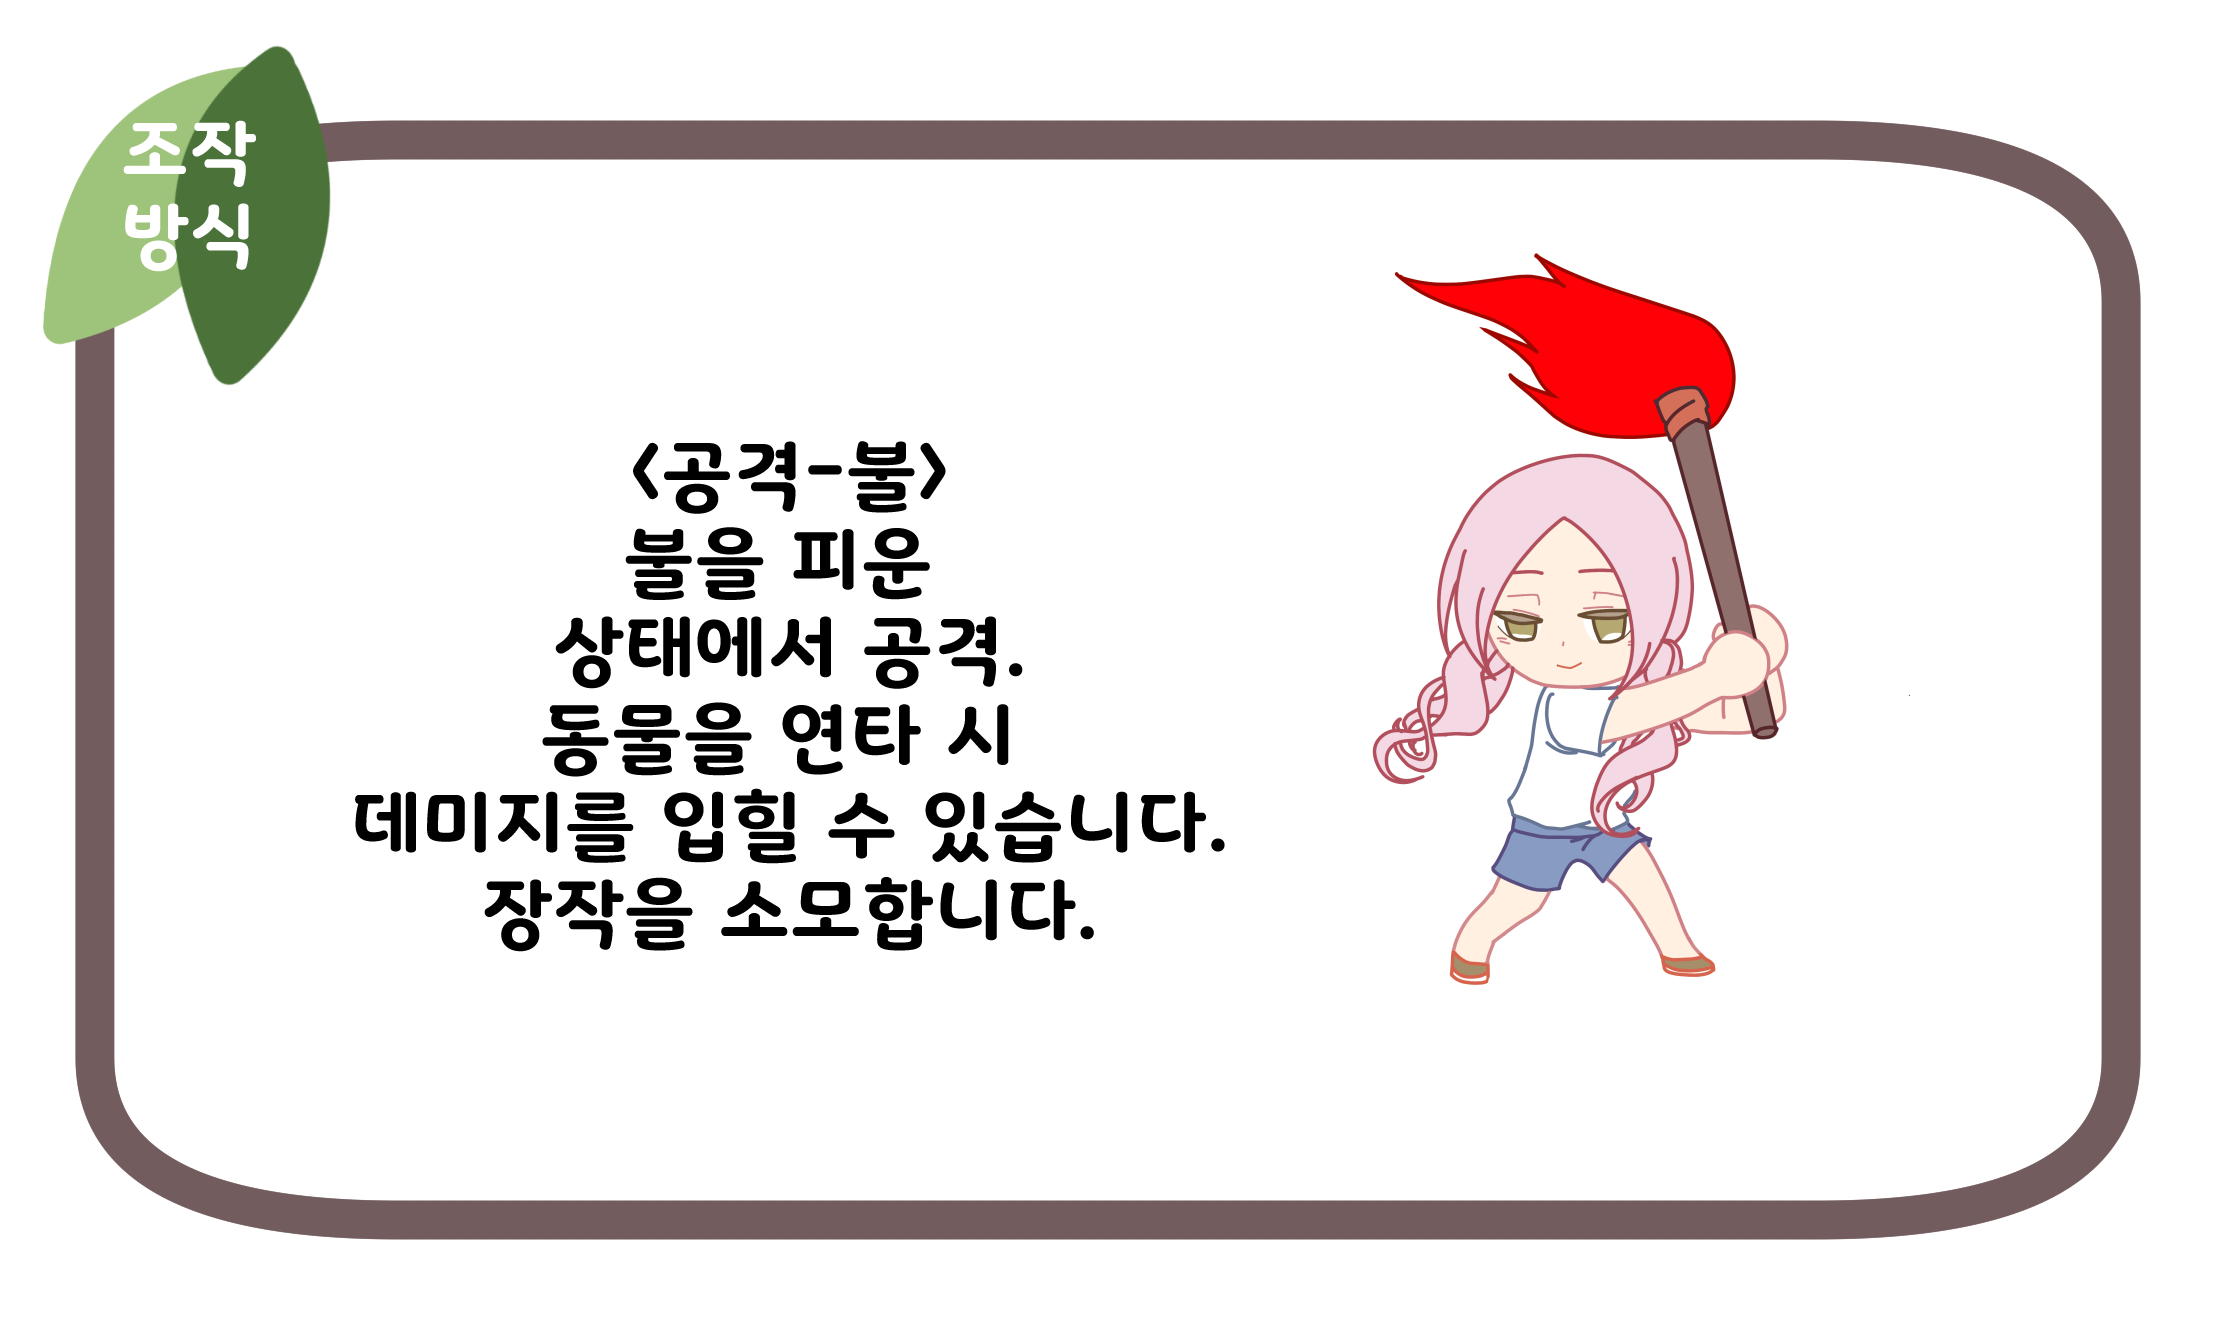 조작
방식
<공격-불>
불을 피운
상태에서 공격.
동물을 연타 시
데미지를 입힐 수 있습니다.
장작을 소모합니다.